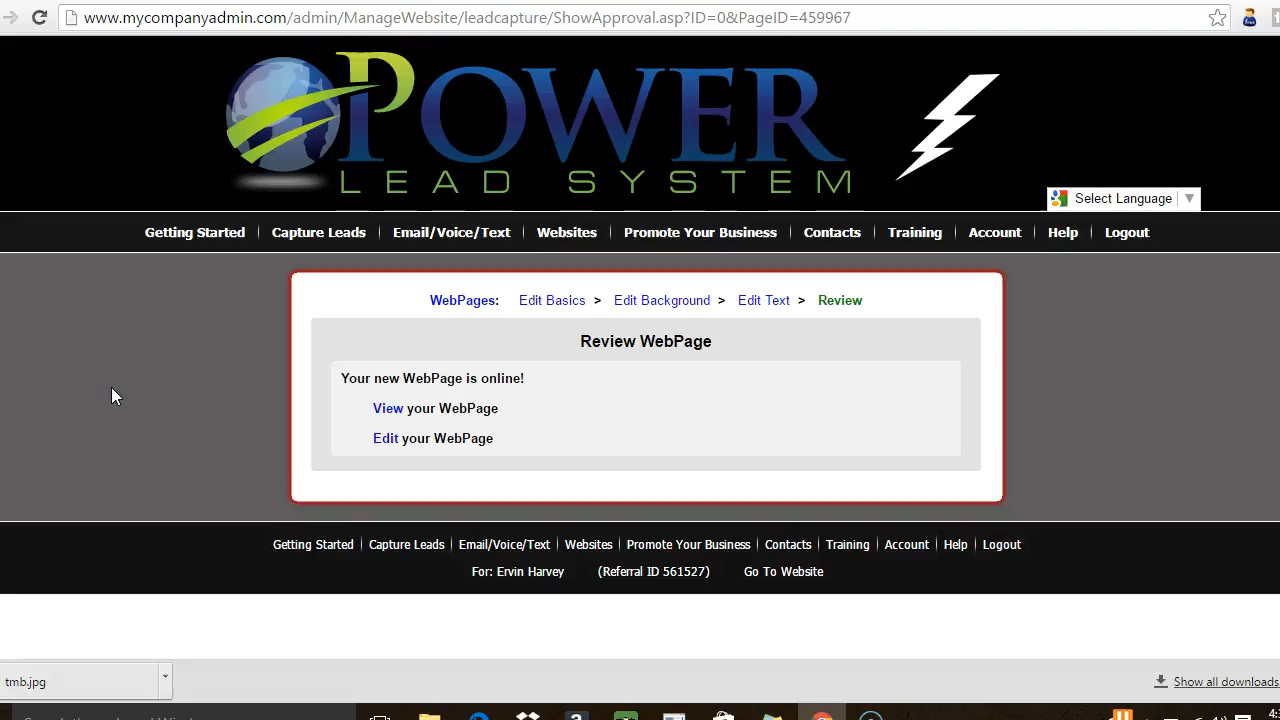 www.mycompanyadmin.com/admin/ManageWebsite/leadcapture/ShowApproval.asp?ID=0&PageID=459967
POWER
LEAD SYSTEM
Select Language ▼
Getting Started Capture Leads Email/Voice/Text Websites Promote Your Business Contacts Training Account Help Logout
WebPages: Edit Basics > Edit Background > Edit Text > Review
Review WebPage
Your new WebPage is online!
View your WebPage
Edit your WebPage
Getting Started Capture Leads Email/Voice/Text Websites Promote Your Business Contacts Training Account Help Logout
For: Ervin Harvey (Referral ID 561527) Go To Website
tmb.jpg Show all downloads